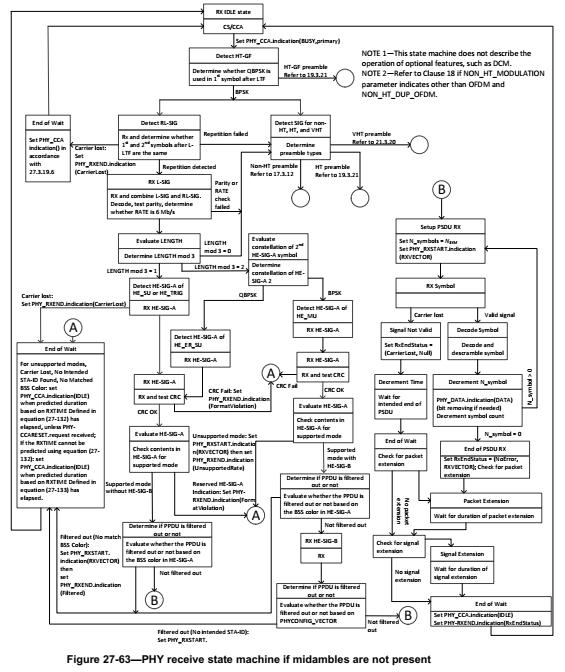 RX IDLE state
CS/CCA
Set PHY_CCA.indication(BUSY,primary)
Detect HT-GF
Determine whether QBPSK is
used in 1st symbol after LTF
HT-GF preamble
Refer to 19.3.21
BPSK
NOTE 1—This state machine does not describe the
operation of optional features, such as DCM.
NOTE 2—Refer to Clause 18 if NON_HT_MODULATION
parameter indicates other than OFDM and
NON_HT_DUP_OFDM.
End of Wait
Set PHY_CCA
indication() in
accordance
with
27.3.19.6
Carrier lost:
Set
PHY_RXEND.indication
(CarrierLost)
Detect RL-SIG
Rx and determine whether
1st and 2nd symbols after L-
LTF are the same
Repetition failed
Detect SIG for non-
HT, HT, and VHT
Determine
preamble types
VHT preamble
Refer to 21.3.20
Non-HT preamble
Refer to 17.3.12
HT preamble
Refer to 19.3.21
Repetition detected
RX L-SIG
RX and combine L-SIG and RL-SIG.
Decode, test parity, determine
whether RATE is 6 Mb/s
Parity or
RATE
check
failed
Evaluate LENGTH
Determine LENGTH mod 3
LENGTH
mod 3 = 0
LENGTH mod 3 = 1
LENGTH mod 3 = 2
Evaluate
constellation of 2nd
HE-SIG-A symbol
Determine
constellation of HE-
SIG-A 2
QBPSK
BPSK
Carrier lost:
Set PHY_RXEND.indication(CarrierLost)
A
Detect HE-SIG-A of
HE_SU or HE_TRIG
RX HE-SIG-A
Detect HE-SIG-A of
HE_ER_SU
RX HE-SIG-A
Detect HE-SIG-A of
HE_MU
RX HE-SIG-A
End of Wait
For unsupported modes,
Carrier Lost, No Intended
STA-ID Found, No Matched
BSS Color: set
PHY_CCA.indication(IDLE)
when predicted duration
based on RXTIME Defined in
equation (27-132) has
elapsed, unless PHY-
CCARESET.request received;
If the RXTIME cannot be
predicted using equation (27-
132): set
PHY_CCA.indication(IDLE)
when predicted duration
based on RXTIME Defined in
equation (27-133) has
elapsed.
RX HE-SIG-A
RX and test CRC
CRC OK
CRC Fail: Set
PHY_RXEND.indication
(FormatViolation)
A
CRC Fail
RX HE-SIG-A
RX and test CRC
CRC OK
Evaluate HE-SIG-A
Check contents in
HE-SIG-A for
supported mode
Unsupported mode: Set
PHY_RXSTART.indicatio
n(RXVECTOR) then set
PHY_RXEND.indication
(UnsupportedRate)
Reserved HE-SIG-A
Indication: Set PHY-
RXEND.indication(Form
atViolation)
A
Evaluate HE-SIG-A
Check contents in
HE-SIG-A for
supported mode
Supported
mode with
HE-SIG-B
Supported mode
without HE-SIG-B
Determine if PPDU is filtered
out or not
Evaluate whether the PPDU is
filtered out or not based on
the BSS color in HE-SIG-A
Not filtered out
B
Filtered out (No match
BSS Color):
Set PHY_RXSTART.
indication(RXVECTOR)
then
set
PHY_RXEND.indication
(Filtered)
Determine if PPDU is filtered
out or not
Evaluate whether the PPDU is
filtered out or not based on
the BSS color in HE-SIG-A
Not filtered out
RX HE-SIG-B
RX
Determine if PPDU is filtered
out or not
Evaluate whether the PPDU is
filtered out or not based on
PHYCONFIG_VECTOR
Not filtered
out
B
Filtered out (No intended STA-ID):
Set PHY_RXSTART.
B
Setup PSDU RX
Set N_symbols = NSYM
Set PHY_RXSTART.indication
(RXVECTOR)
RX Symbol
Carrier lost
Valid signal
Signal Not Valid
Set RxEndStatus =
(CarrierLost, Null)
Decode Symbol
Decode and
descramble symbol
Decrement Time
Wait for
intended end of
PSDU
Decrement N_symbol
PHY_DATA.indication(DATA)
(bit removing if needed)
Decrement symbol count
N_symbol > 0
N_symbol = 0
End of Wait
Check for packet
extension
End of PSDU RX
Set RxEndStatus = (NoError,
RXVECTOR); Check for packet
extension
No packet
extension
Packet Extension
Wait for duration of packet extension
Check for signal
extension
Signal Extension
Wait for duration of
signal extension
No signal
extension
End of Wait
Set PHY_CCA.indication(IDLE)
Set PHY-RXEND.indication(RxEndStatus)
Figure 27-63—PHY receive state machine if midambles are not present